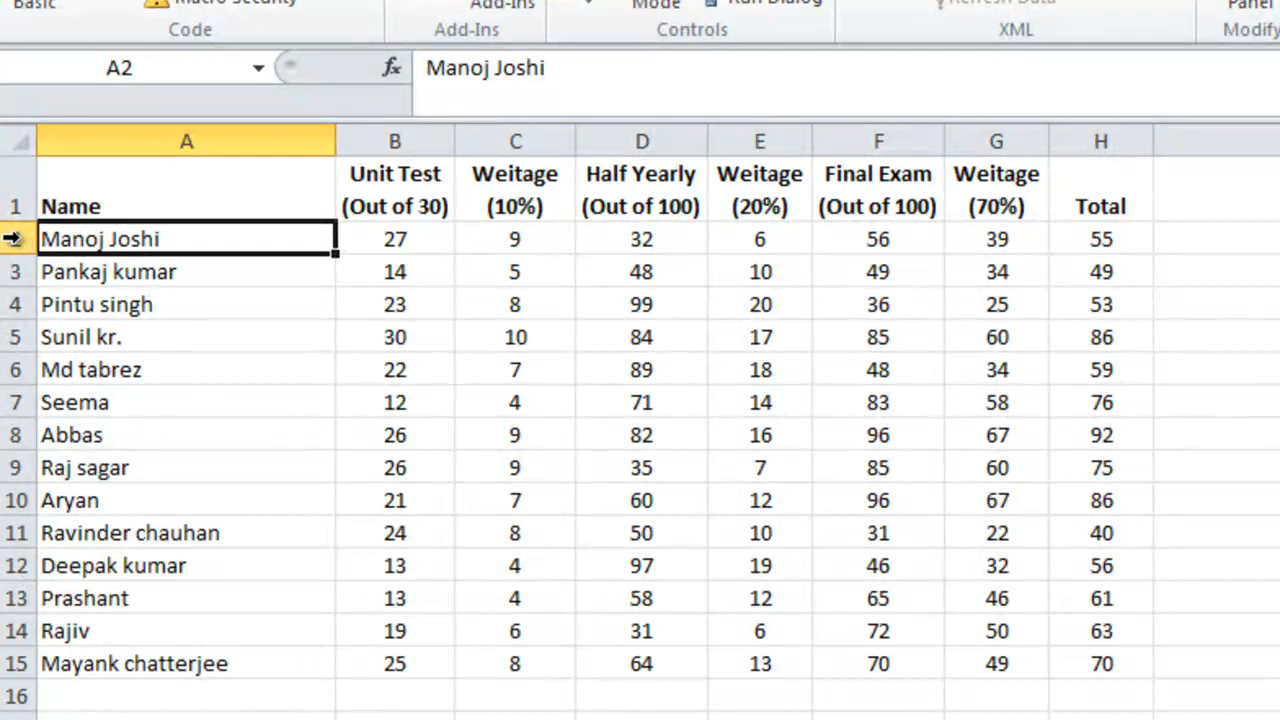 Basic Macro Security Add-Ins Mode Run Dialog Refresh Data Panel
Code Add-Ins Controls XML Modify
A2 fx Manoj Joshi
A B C D E F G H
Unit Test Weitage Half Yearly Weitage Final Exam Weitage
1 Name (Out of 30) (10%) (Out of 100) (20%) (Out of 100) (70%) Total
2 Manoj Joshi 27 9 32 6 56 39 55
3 Pankaj kumar 14 5 48 10 49 34 49
4 Pintu singh 23 8 99 20 36 25 53
5 Sunil kr. 30 10 84 17 85 60 86
6 Md tabrez 22 7 89 18 48 34 59
7 Seema 12 4 71 14 83 58 76
8 Abbas 26 9 82 16 96 67 92
9 Raj sagar 26 9 35 7 85 60 75
10 Aryan 21 7 60 12 96 67 86
11 Ravinder chauhan 24 8 50 10 31 22 40
12 Deepak kumar 13 4 97 19 46 32 56
13 Prashant 13 4 58 12 65 46 61
14 Rajiv 19 6 31 6 72 50 63
15 Mayank chatterjee 25 8 64 13 70 49 70
16